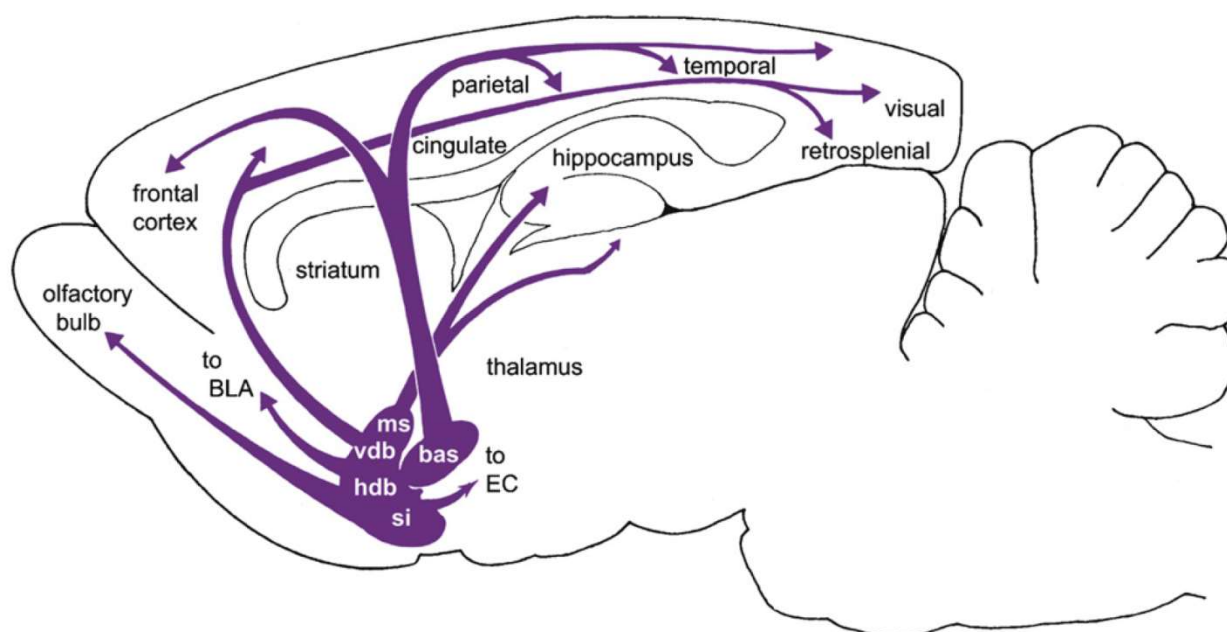 temporal
parietal
visual
cingulate
hippocampus
retrosplenial
frontal
cortex
striatum
olfactory
bulb
to
BLA
thalamus
ms
vdb
bas
to
EC
hdb
si